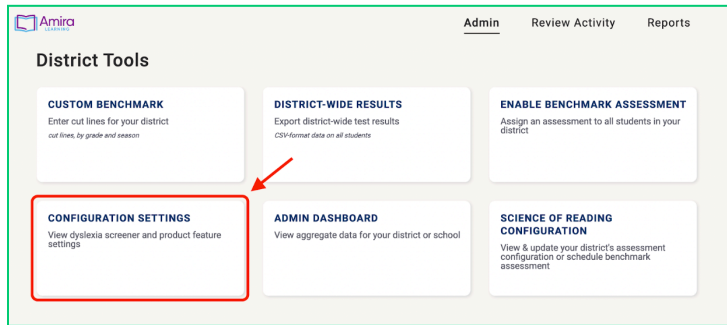 Amira
LEARNING
Admin
Review Activity
Reports
District Tools
CUSTOM BENCHMARK
Enter cut lines for your district
cut lines, by grade and season
DISTRICT-WIDE RESULTS
Export district-wide test results
CSV-format data on all students
ENABLE BENCHMARK ASSESSMENT
Assign an assessment to all students in your
district
CONFIGURATION SETTINGS
View dyslexia screener and product feature
settings
ADMIN DASHBOARD
View aggregate data for your district or school
SCIENCE OF READING
CONFIGURATION
View & update your district's assessment
configuration or schedule benchmark
assessment